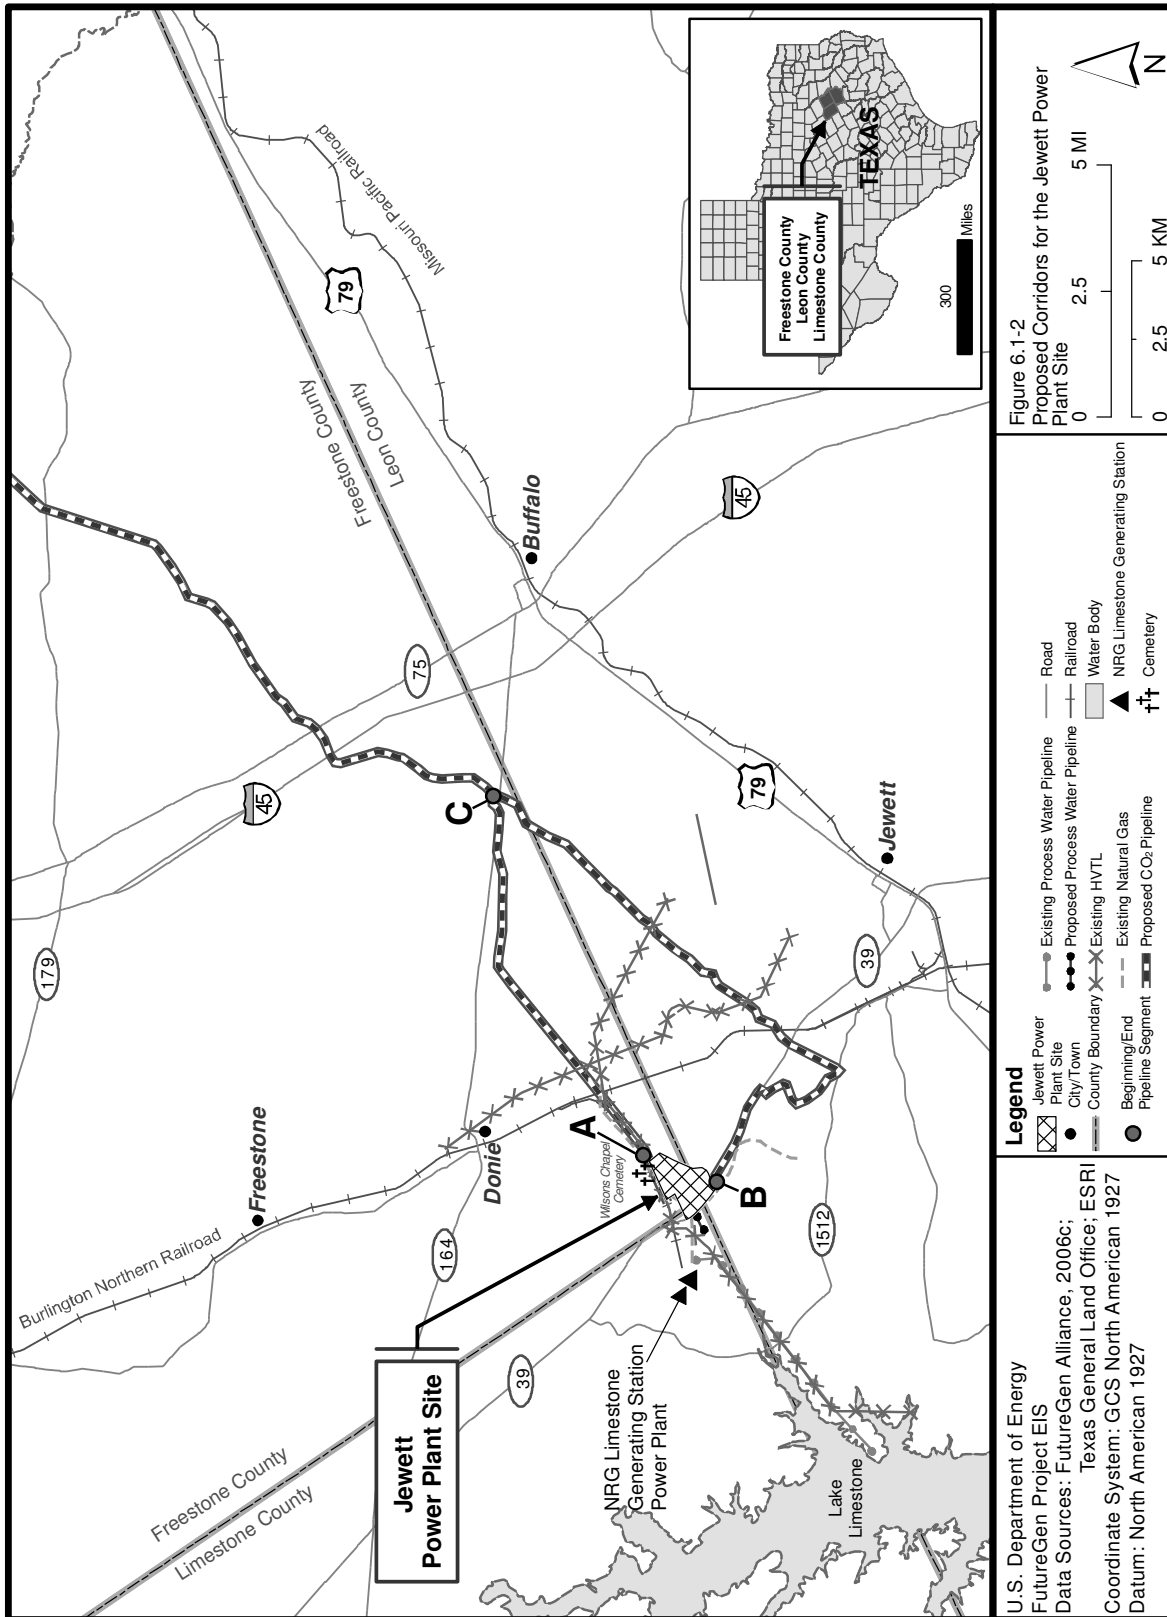 Freestone County
Limestone County
Burlington Northern Railroad
Freestone
179
45
Jewett
Power Plant Site
164
39
Donie
Wilsons Chapel
Cemetery
A
B
C
75
Freestone County
Leon County
79
Missouri Pacific Railroad
Buffalo
45
NRG Limestone
Generating Station
Power Plant
1512
39
79
Jewett
Lake
Limestone
Freestone County
Leon County
Limestone County
TEXAS
300
Miles
U.S. Department of Energy
FutureGen Project EIS
Data Sources: FutureGen Alliance, 2006c;
Texas General Land Office; ESRI
Coordinate System: GCS North American 1927
Datum: North American 1927
Legend
Jewett Power
Plant Site
City/Town
County Boundary
Beginning/End
Pipeline Segment
Existing Process Water Pipeline
Proposed Process Water Pipeline
Existing HVTL
Existing Natural Gas
Proposed CO₂ Pipeline
Road
Railroad
Water Body
NRG Limestone Generating Station
Cemetery
Figure 6.1-2
Proposed Corridors for the Jewett Power
Plant Site
0 2.5 5 MI
0 2.5 5 KM
N